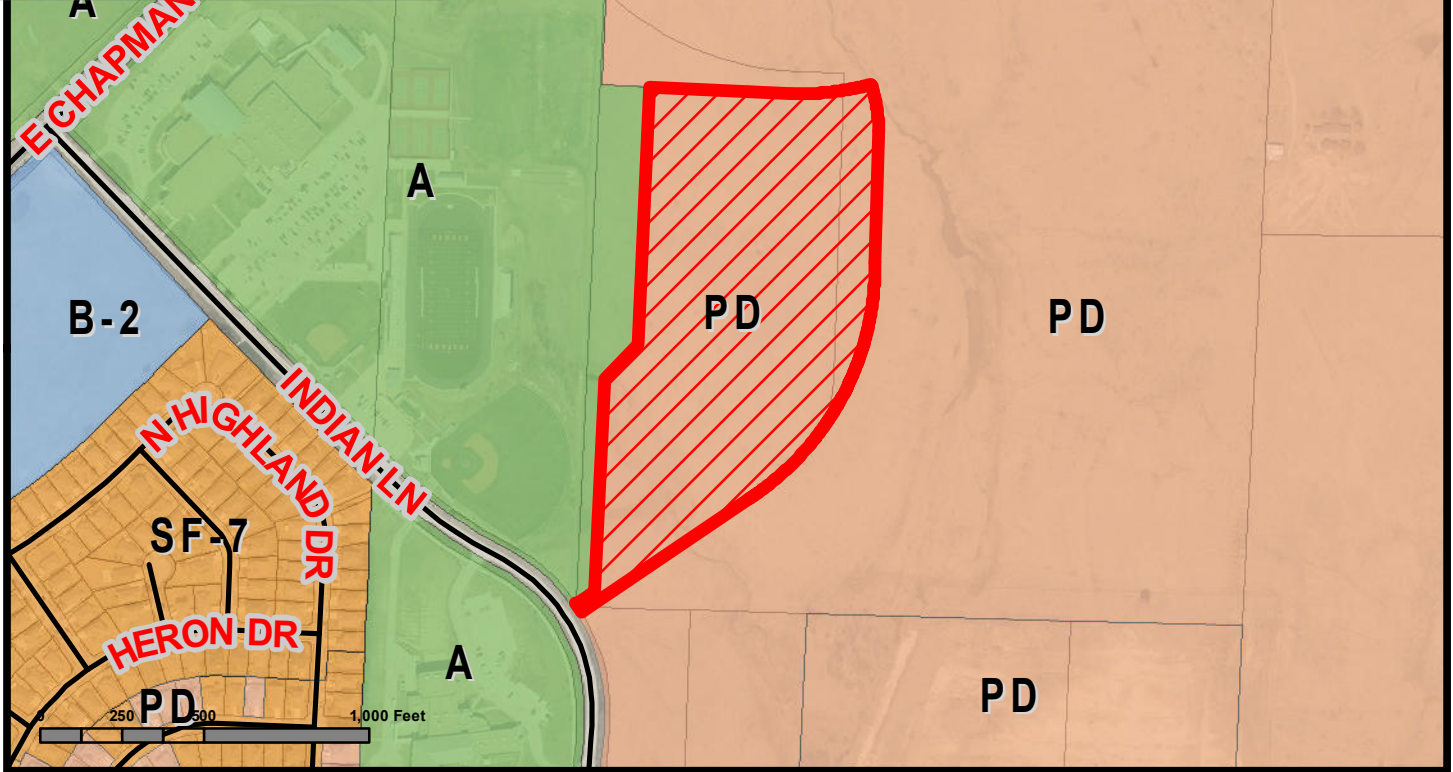 A
E CHAPMAN
A
B-2
PD
PD
INDIAN LN
N HIGHLAND DR
SF-7
HERON DR
A
PD
PD
0 250 500 1,000 Feet